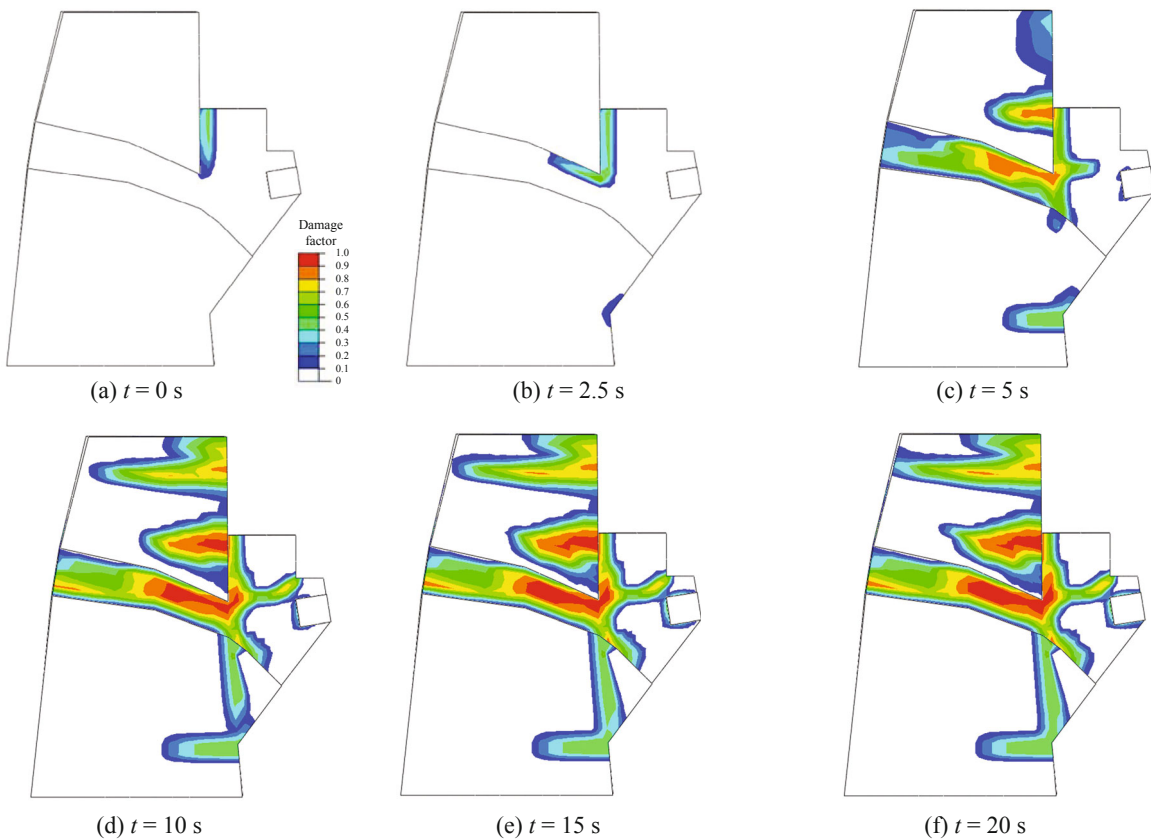 Damage
factor
1.0
0.9
0.8
0.7
0.6
0.5
0.4
0.3
0.2
0.1
0
(a) t = 0 s
(b) t = 2.5 s
(c) t = 5 s
(d) t = 10 s
(e) t = 15 s
(f) t = 20 s